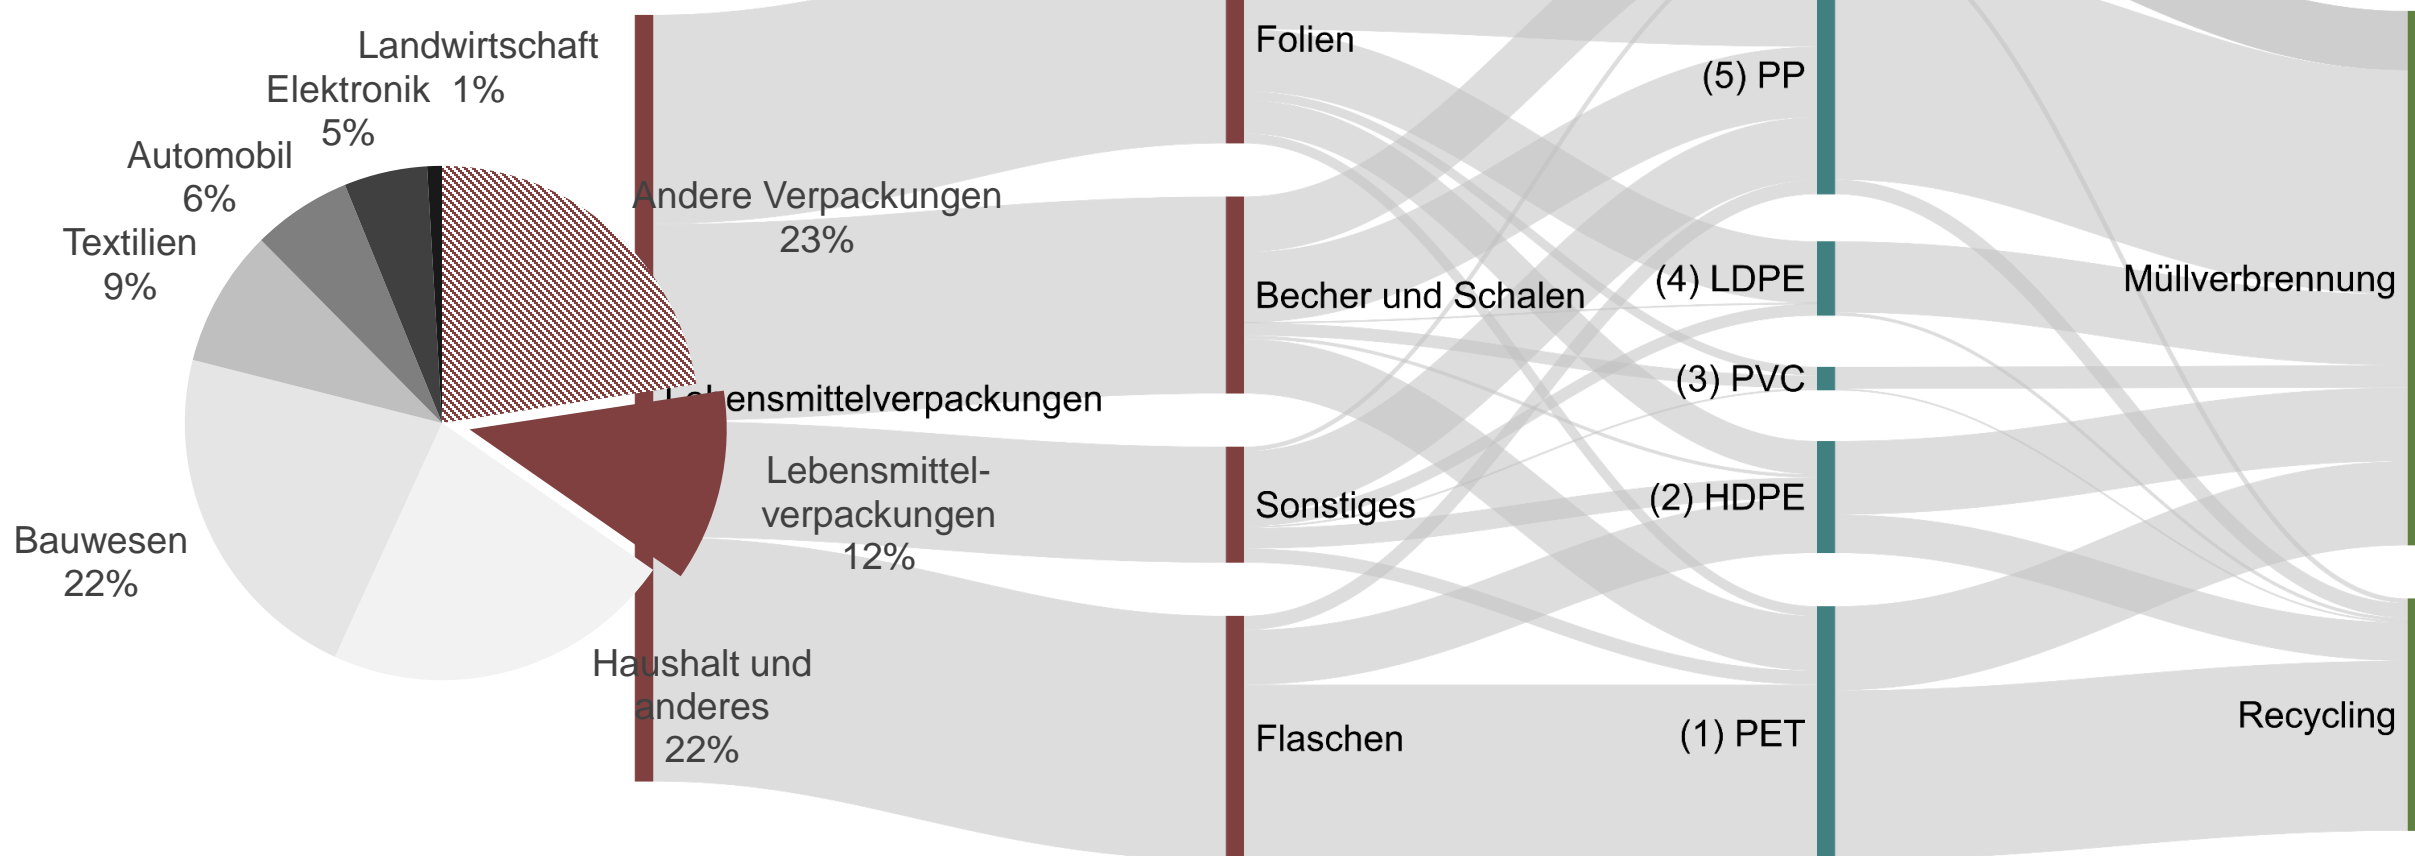 Landwirtschaft
1%
Elektronik
5%
Automobil
6%
Textilien
9%
Bauwesen
22%
Andere Verpackungen
23%
Lebensmittelverpackungen
Lebensmittel-
verpackungen
12%
Haushalt und
anderes
22%
Folien
Becher und Schalen
Sonstiges
Flaschen
(5) PP
(4) LDPE
(3) PVC
(2) HDPE
(1) PET
Müllverbrennung
Recycling